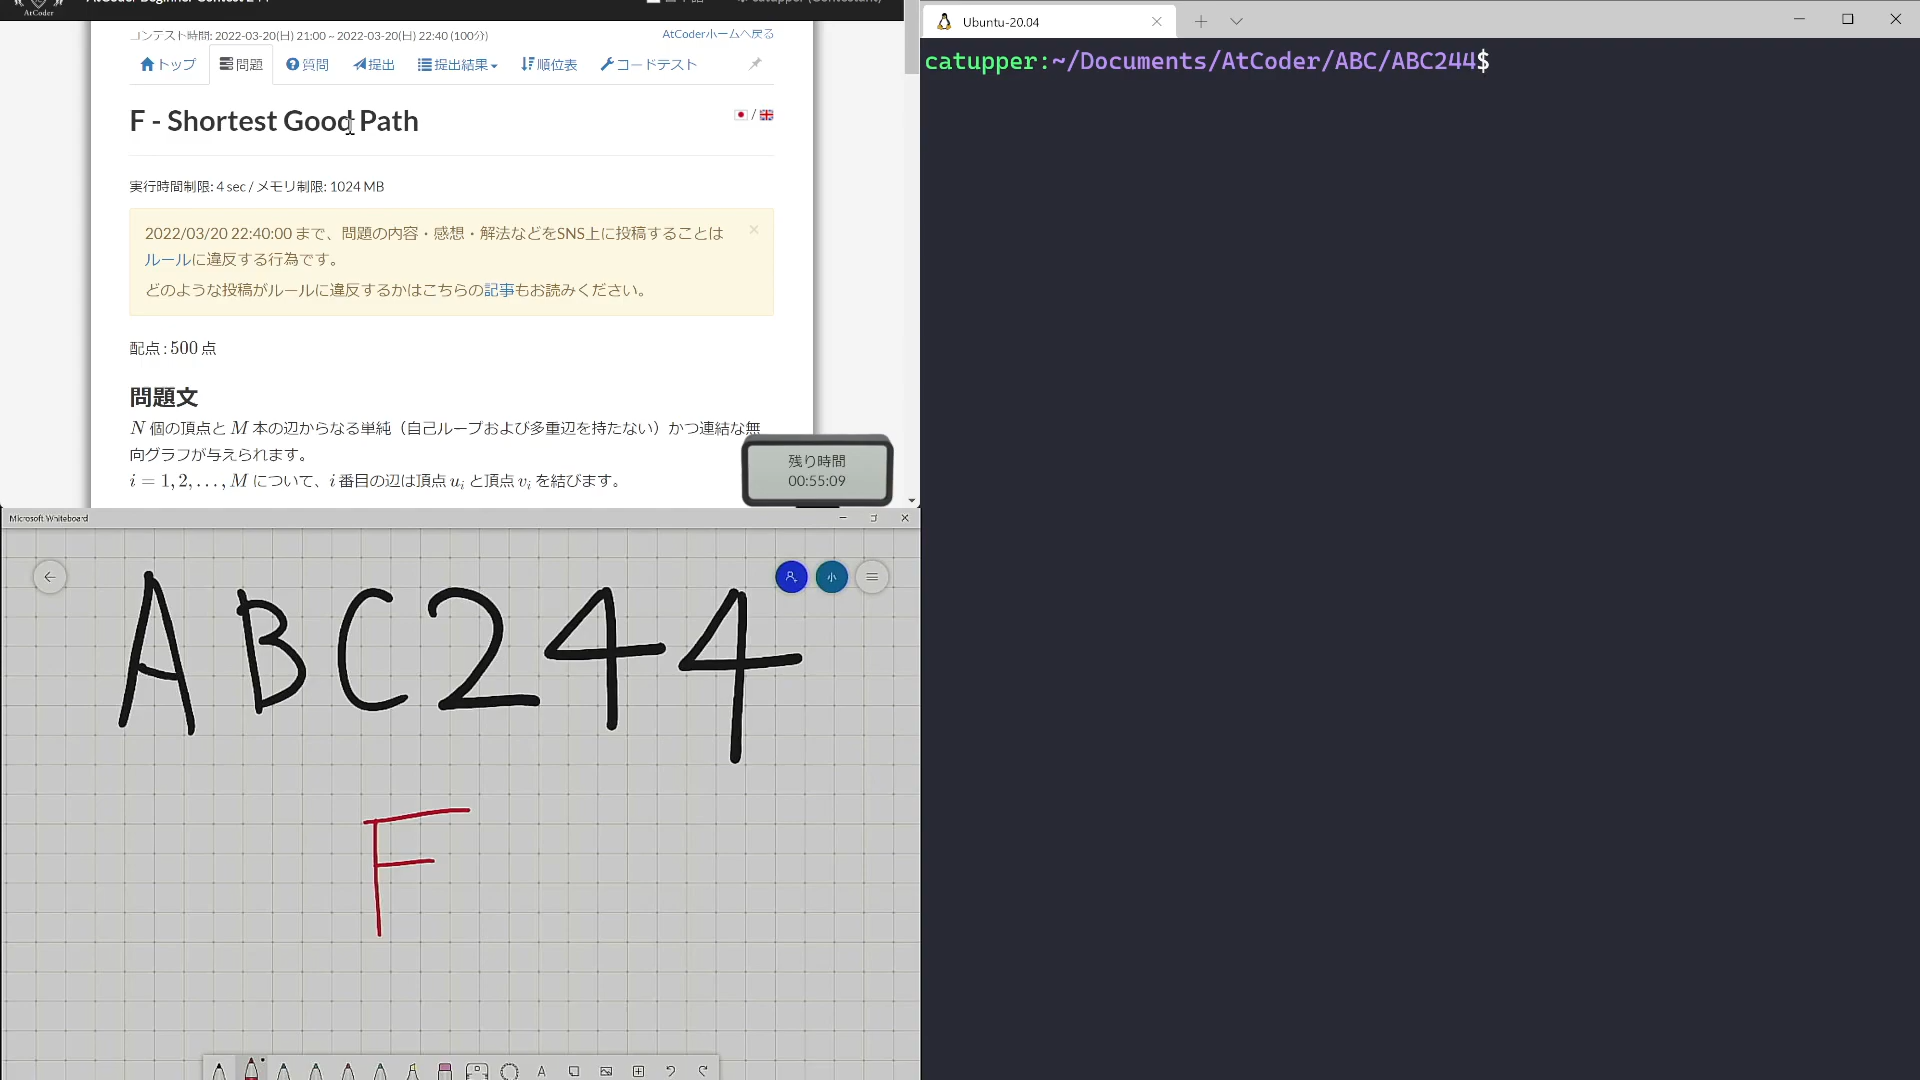 AtCoder
コンテスト時間: 2022-03-20(日) 21:00 ~ 2022-03-20(日) 22:40 (100分)
AtCoderホームへ戻る
トップ 問題 質問 提出 提出結果 順位表 コードテスト
F - Shortest Good Path
/
実行時間制限: 4 sec / メモリ制限: 1024 MB
2022/03/20 22:40:00 まで、問題の内容・感想・解法などをSNS上に投稿することは
ルールに違反する行為です。
どのような投稿がルールに違反するかはこちらの記事もお読みください。
配点 : 500 点
問題文
N 個の頂点と M 本の辺からなる単純（自己ループおよび多重辺を持たない）かつ連結な無
向グラフが与えられます。
i = 1, 2, …, M について、i 番目の辺は頂点 u_i と頂点 v_i を結びます。
残り時間
00:55:09
Microsoft Whiteboard
小
ABC244
F
Ubuntu-20.04
catupper:~/Documents/AtCoder/ABC/ABC244$